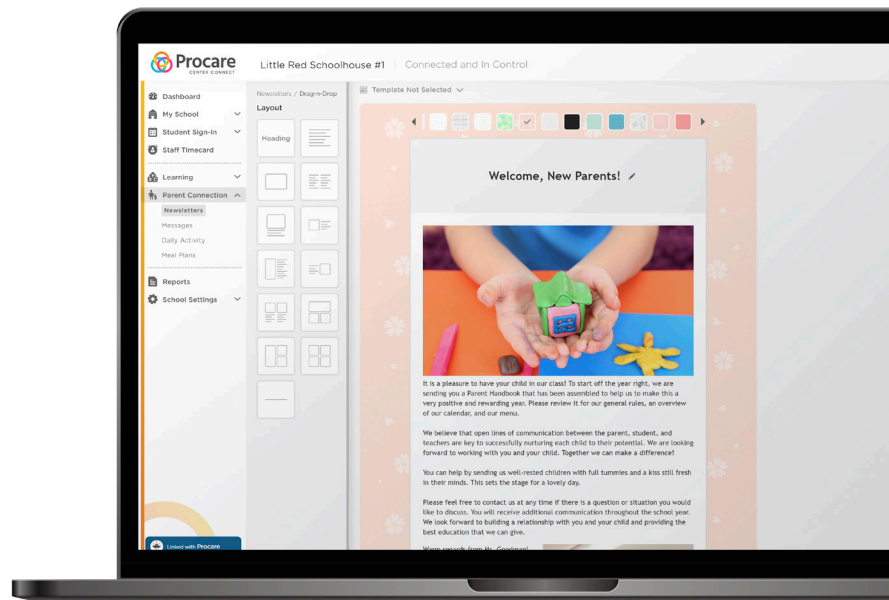 Procare
CENTER CONNECT
Little Red Schoolhouse #1
Connected and In Control
Dashboard
My School
Student Sign-In
Staff Timecard
Learning
Parent Connection
Newsletters
Messages
Daily Activity
Meal Plans
Reports
School Settings
Linked with Procare
Newsletters / Drag-n-Drop
Layout
Heading
Template Not Selected
Welcome, New Parents!
It is a pleasure to have your child in our class! To start off the year right, we are
sending you a Parent Handbook that has been assembled to help us to make this a
very positive and rewarding year. Please review it for our general rules, an overview
of our calendar, and our menu.
We believe that open lines of communication between the parent, student, and
teachers are key to successfully nurturing each child to their potential. We are looking
forward to working with you and your child. Together we can make a difference!
You can help by sending us well-rested children with full tummies and a kiss still fresh
in their minds. This sets the stage for a lovely day.
Please feel free to contact us at any time if there is a question or situation you would
like to discuss. You will receive additional communication throughout the school year.
We look forward to building a relationship with you and your child and providing the
best education that we can give.
Warm regards from Ms. Goodman!